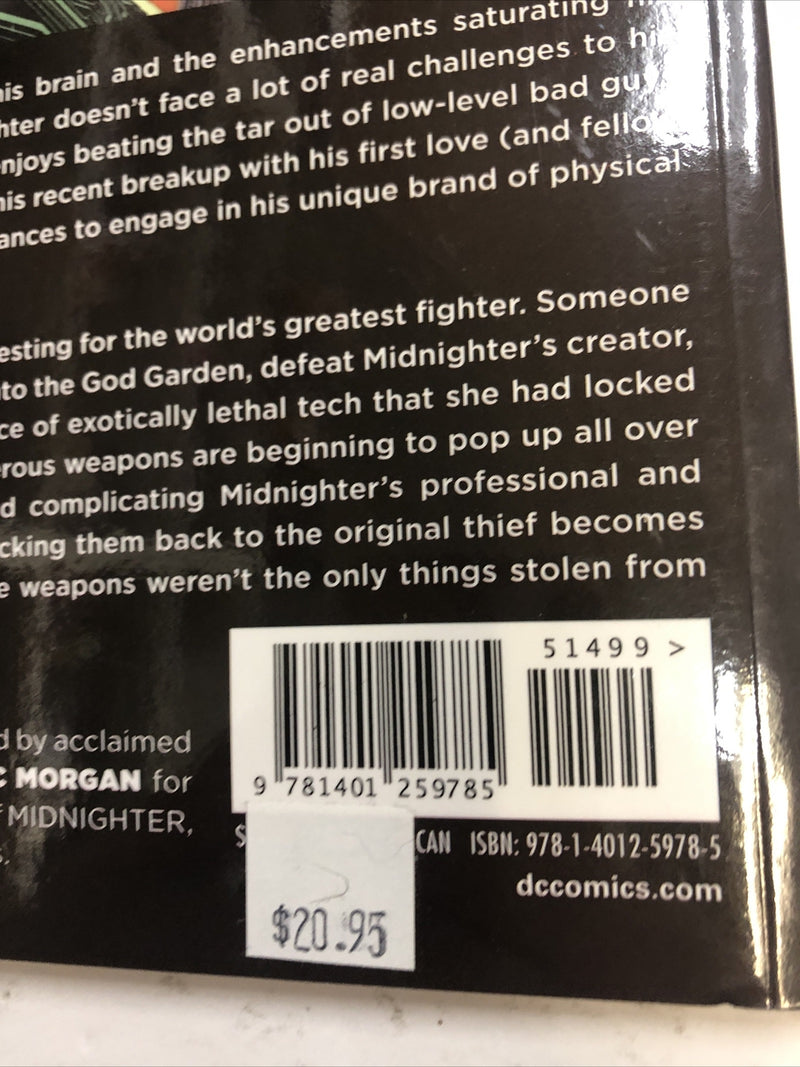 his brain and the enhancements saturating
hter doesn't face a lot of real challenges to hi
njoys beating the tar out of low-level bad guy
his recent breakup with his first love (and fello
ances to engage in his unique brand of physical
esting for the world's greatest fighter. Someone
to the God Garden, defeat Midnighter's creator,
ce of exotically lethal tech that she had locked
rous weapons are beginning to pop up all over
d complicating Midnighter's professional and
cking them back to the original thief becomes
e weapons weren't the only things stolen from
51499 >
9 781401 259785
d by acclaimed
C MORGAN for
MIDNIGHTER,
s.
S
CAN ISBN: 978-1-4012-5978-5
dccomics.com
$20.95